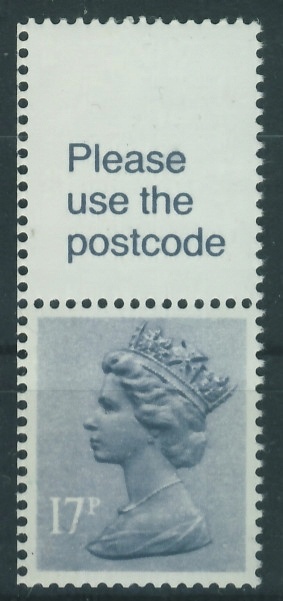 Please
use the
postcode
17P